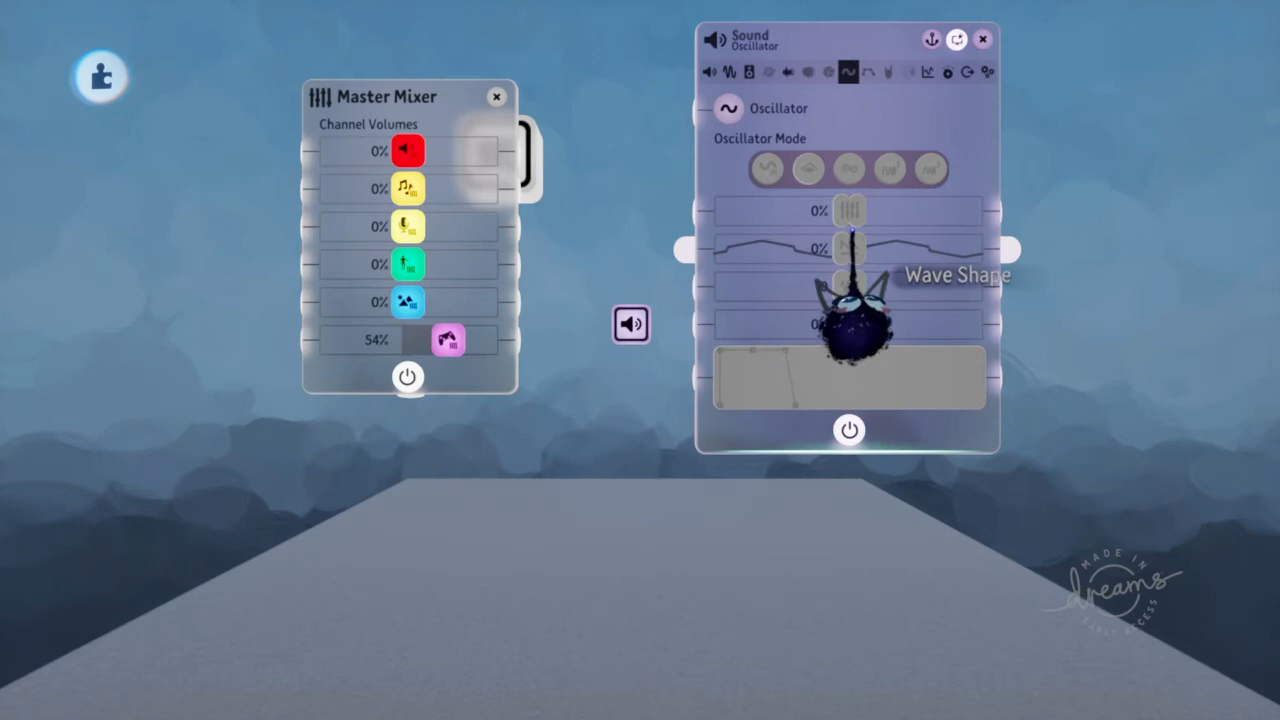 Master Mixer
Channel Volumes
0%
0%
0%
0%
0%
54%
Sound
Oscillator
Oscillator
Oscillator Mode
0%
0%
Wave Shape
MADE IN
dreams
EARLY ACCESS